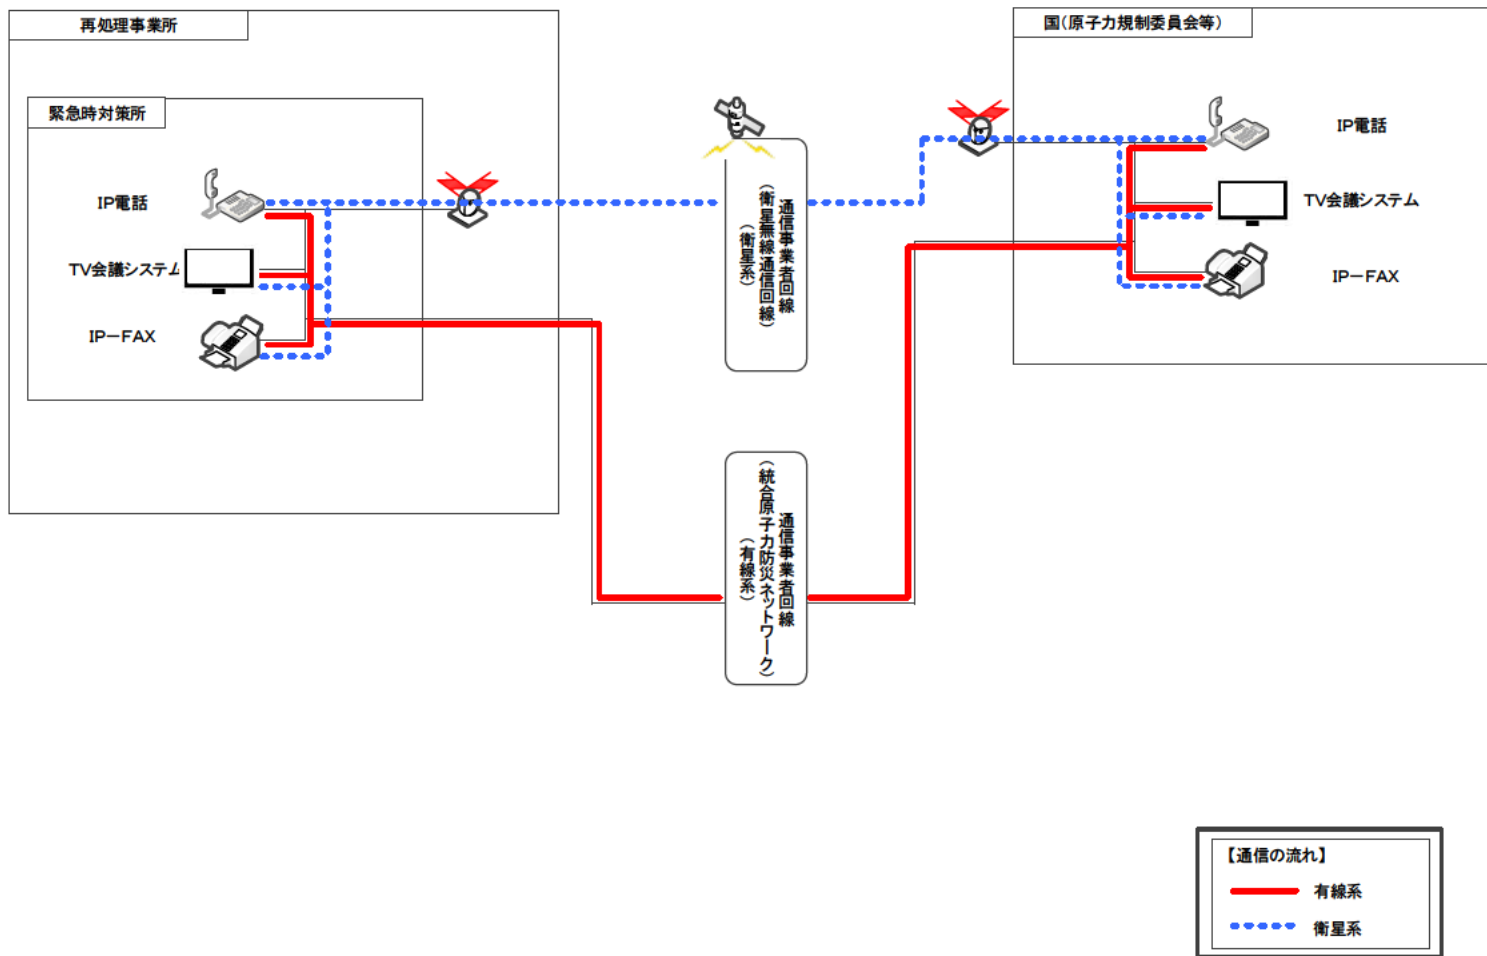 再処理事業所
緊急時対策所
IP電話
TV会議システム
IP－FAX
通信事業者回線
（衛星無線通信回線）
（衛星系）
通信事業者回線
（統合原子力防災ネットワーク）
（有線系）
国（原子力規制委員会等）
IP電話
TV会議システム
IP－FAX
【通信の流れ】
有線系
衛星系